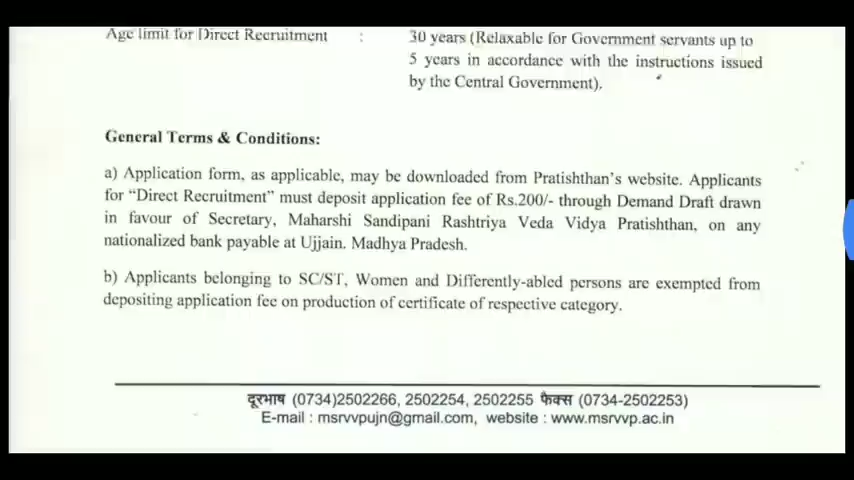 Age limit for Direct Recruitment : 30 years (Relaxable for Government servants up to
5 years in accordance with the instructions issued
by the Central Government).
General Terms & Conditions:
a) Application form, as applicable, may be downloaded from Pratishthan's website. Applicants
for "Direct Recruitment" must deposit application fee of Rs.200/- through Demand Draft drawn
in favour of Secretary, Maharshi Sandipani Rashtriya Veda Vidya Pratishthan, on any
nationalized bank payable at Ujjain. Madhya Pradesh.
b) Applicants belonging to SC/ST, Women and Differently-abled persons are exempted from
depositing application fee on production of certificate of respective category.
दूरभाष (0734)2502266, 2502254, 2502255 फैक्स (0734-2502253)
E-mail : msrvvpujn@gmail.com, website : www.msrvvp.ac.in